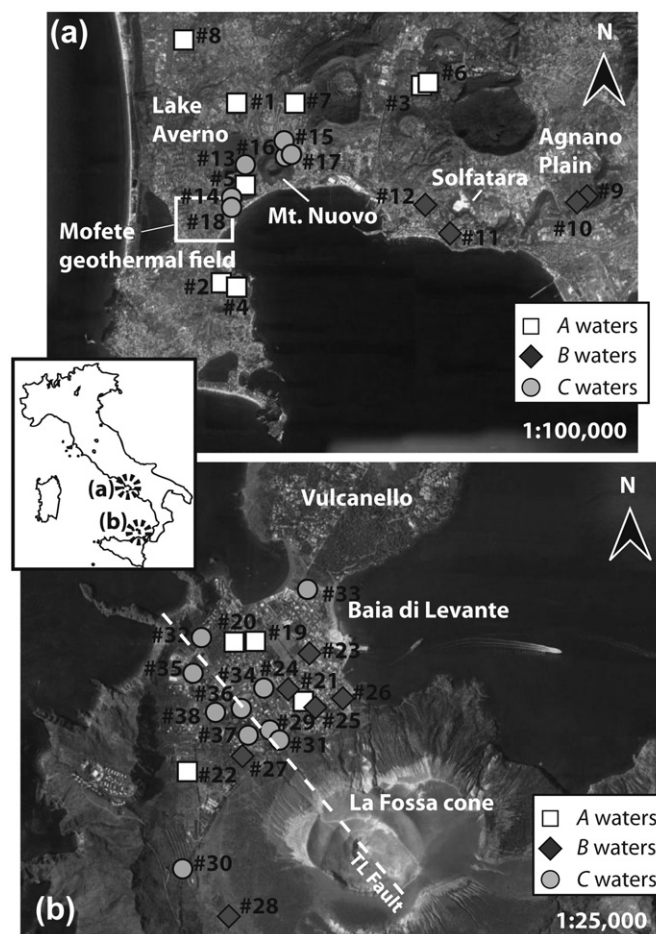 (a)
#8
N
#6
#3
Lake
Averno
#1
#7
#15
#16
#17
#13
Agnano
Plain
#5
Solfatara
#9
#14
#12
#10
#18
Mt. Nuovo
#11
Mofete
geothermal field
#2
#4
A waters
B waters
C waters
1:100,000
(a)
(b)
Vulcanello
N
#33
Baia di Levante
#20
#19
#23
#35
#34
#24
#21
#26
#36
#25
#38
#29
#37
#31
#27
#22
La Fossa cone
TL Fault
A waters
B waters
C waters
#30
#28
(b)
1:25,000